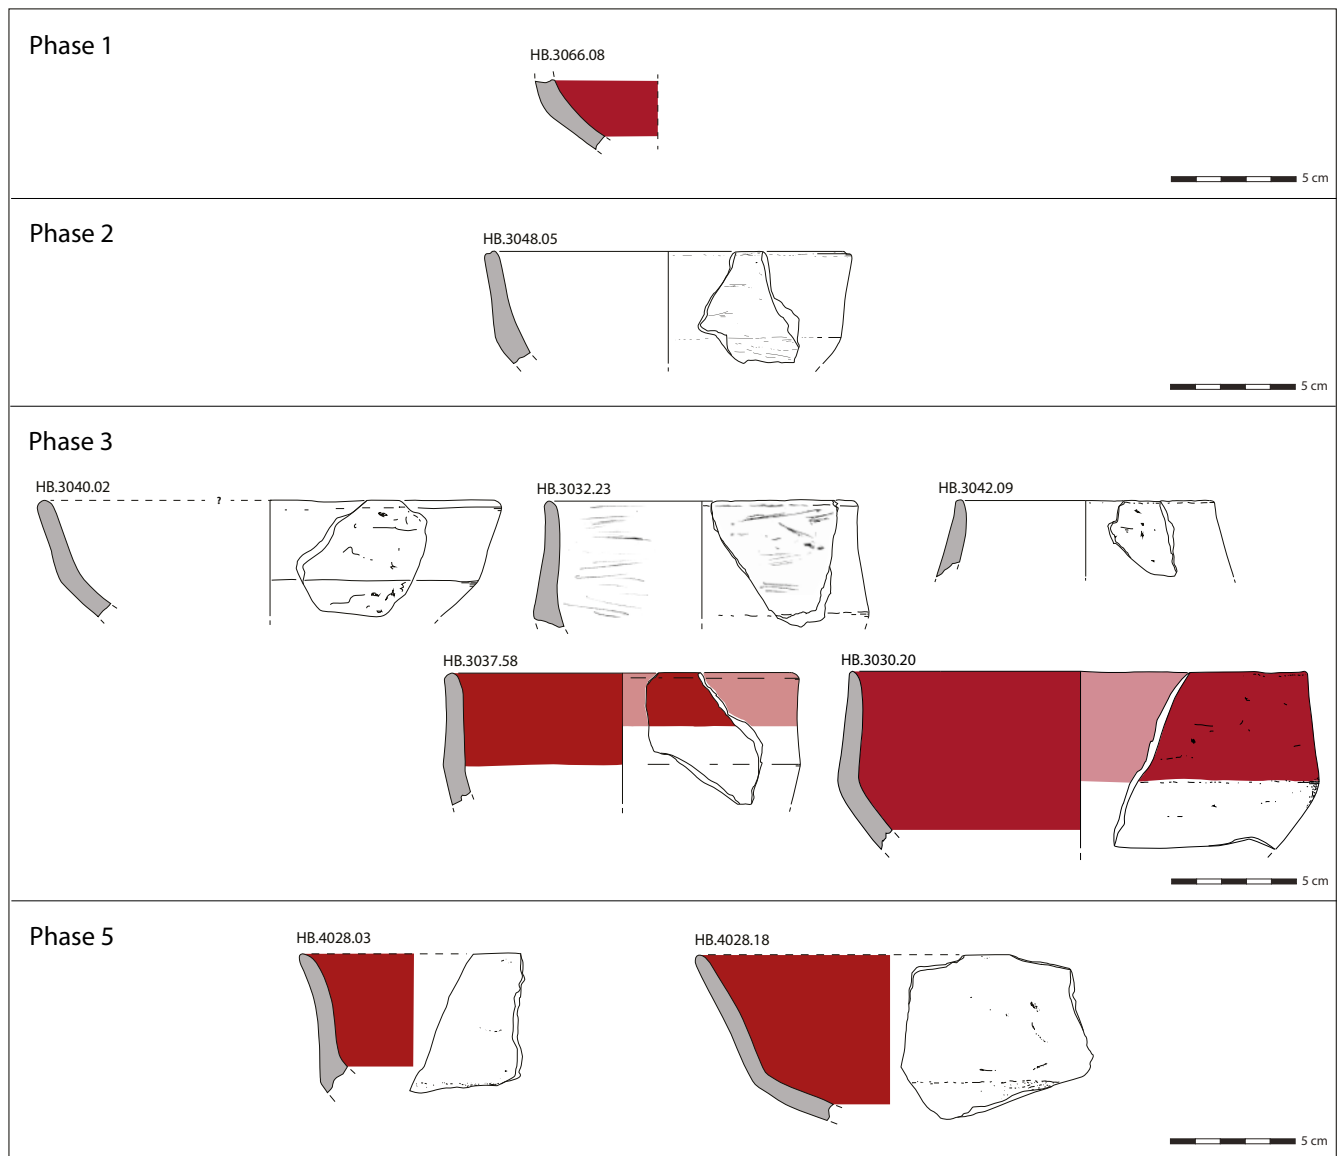 Phase 1
HB.3066.08
5 cm
Phase 2
HB.3048.05
5 cm
Phase 3
HB.3040.02
?
HB.3032.23
HB.3042.09
HB.3037.58
HB.3030.20
5 cm
Phase 5
HB.4028.03
HB.4028.18
5 cm